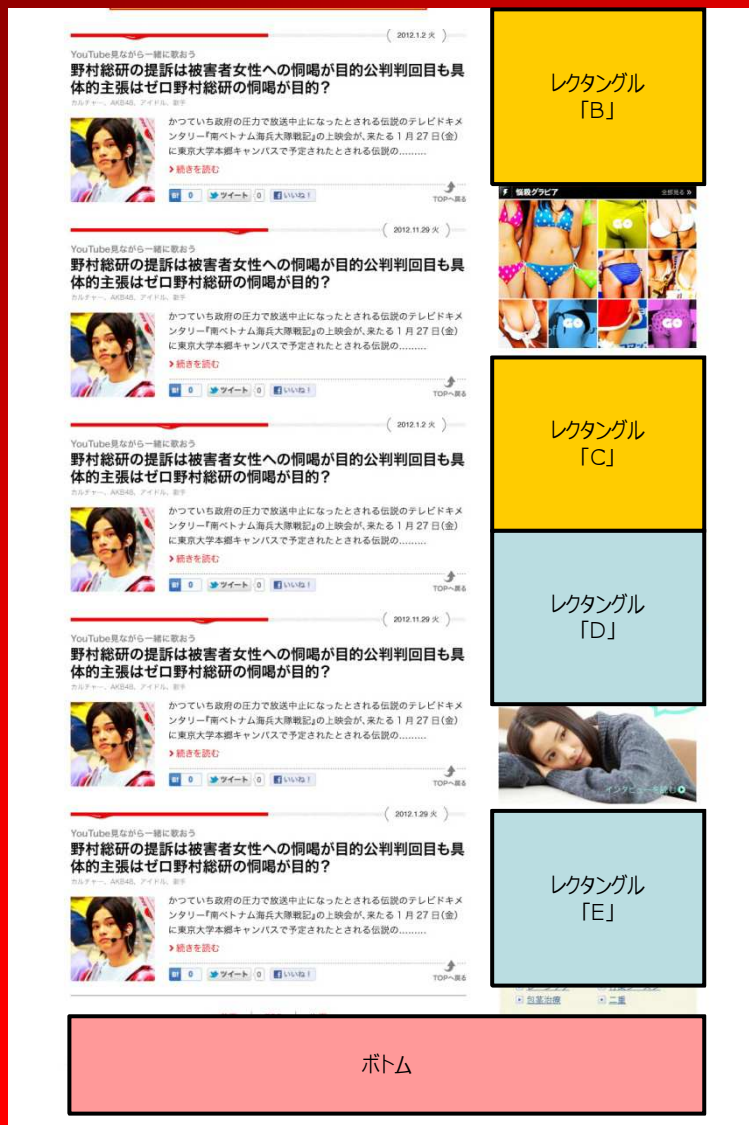 2012.1.2 火
YouTube見ながら一緒に歌おう
野村総研の提訴は被害者女性への恫喝が目的公判判回目も具
体的主張はゼロ野村総研の恫喝が目的?
カルチャー、AKB48、アイドル、歌手
かつていち政府の圧力で放送中止になったとされる伝説のテレビドキメ
ンタリー『南ベトナム海兵大隊戦記』の上映会が、来たる 1 月 27 日(金)
に東京大学本郷キャンパスで予定されたとされる伝説の………
続きを読む
B! 0 ツイート 0 いいね!
TOPへ戻る
2012.11.29 火
YouTube見ながら一緒に歌おう
野村総研の提訴は被害者女性への恫喝が目的公判判回目も具
体的主張はゼロ野村総研の恫喝が目的?
カルチャー、AKB48、アイドル、歌手
かつていち政府の圧力で放送中止になったとされる伝説のテレビドキメ
ンタリー『南ベトナム海兵大隊戦記』の上映会が、来たる 1 月 27 日(金)
に東京大学本郷キャンパスで予定されたとされる伝説の………
続きを読む
B! 0 ツイート 0 いいね!
TOPへ戻る
2012.1.2 火
YouTube見ながら一緒に歌おう
野村総研の提訴は被害者女性への恫喝が目的公判判回目も具
体的主張はゼロ野村総研の恫喝が目的?
カルチャー、AKB48、アイドル、歌手
かつていち政府の圧力で放送中止になったとされる伝説のテレビドキメ
ンタリー『南ベトナム海兵大隊戦記』の上映会が、来たる 1 月 27 日(金)
に東京大学本郷キャンパスで予定されたとされる伝説の………
続きを読む
B! 0 ツイート 0 いいね!
TOPへ戻る
2012.11.29 火
YouTube見ながら一緒に歌おう
野村総研の提訴は被害者女性への恫喝が目的公判判回目も具
体的主張はゼロ野村総研の恫喝が目的?
カルチャー、AKB48、アイドル、歌手
かつていち政府の圧力で放送中止になったとされる伝説のテレビドキメ
ンタリー『南ベトナム海兵大隊戦記』の上映会が、来たる 1 月 27 日(金)
に東京大学本郷キャンパスで予定されたとされる伝説の………
続きを読む
B! 0 ツイート 0 いいね!
TOPへ戻る
2012.1.29 火
YouTube見ながら一緒に歌おう
野村総研の提訴は被害者女性への恫喝が目的公判判回目も具
体的主張はゼロ野村総研の恫喝が目的?
カルチャー、AKB48、アイドル、歌手
かつていち政府の圧力で放送中止になったとされる伝説のテレビドキメ
ンタリー『南ベトナム海兵大隊戦記』の上映会が、来たる 1 月 27 日(金)
に東京大学本郷キャンパスで予定されたとされる伝説の………
続きを読む
B! 0 ツイート 0 いいね!
TOPへ戻る
レクタングル
「B」
悩殺グラビア 全部見る »
GO
GO
GO
レクタングル
「C」
レクタングル
「D」
インタビューを読む
レクタングル
「E」
包茎治療 二重
ボトム